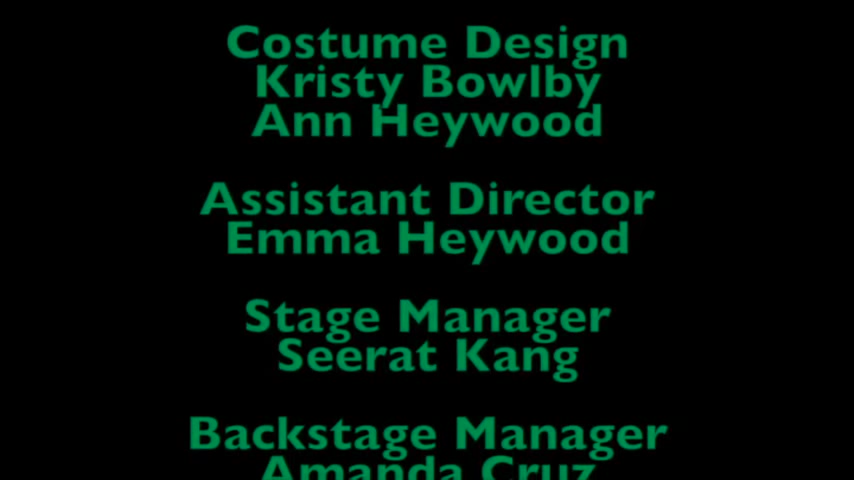 Costume Design
Kristy Bowlby
Ann Heywood
Assistant Director
Emma Heywood
Stage Manager
Seerat Kang
Backstage Manager
Amanda Cruz